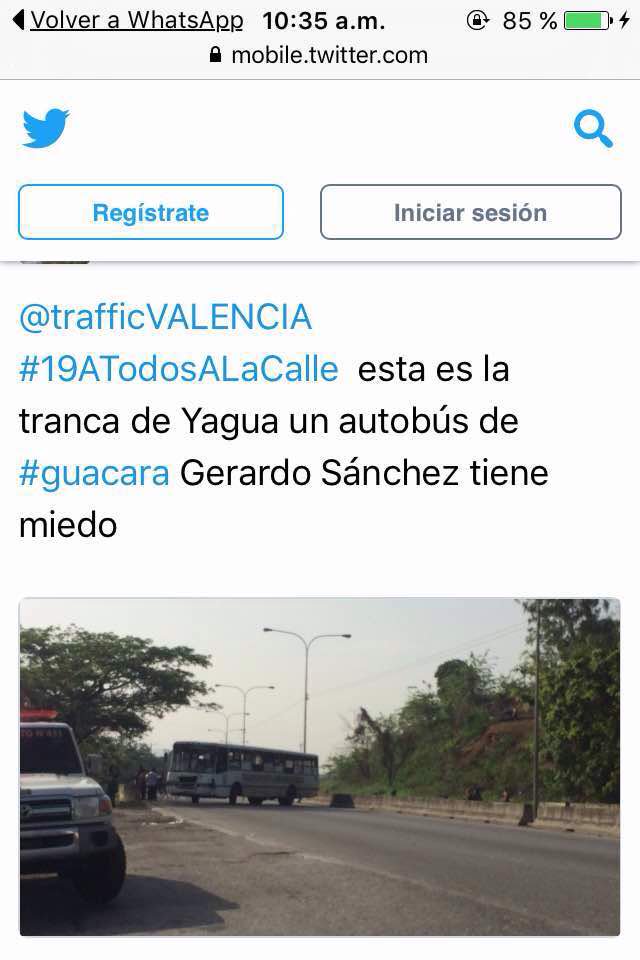 Volver a WhatsApp 10:35 a.m. 85 %
mobile.twitter.com
Regístrate
Iniciar sesión
@trafficVALENCIA
#19ATodosALaCalle esta es la
tranca de Yagua un autobús de
#guacara Gerardo Sánchez tiene
miedo